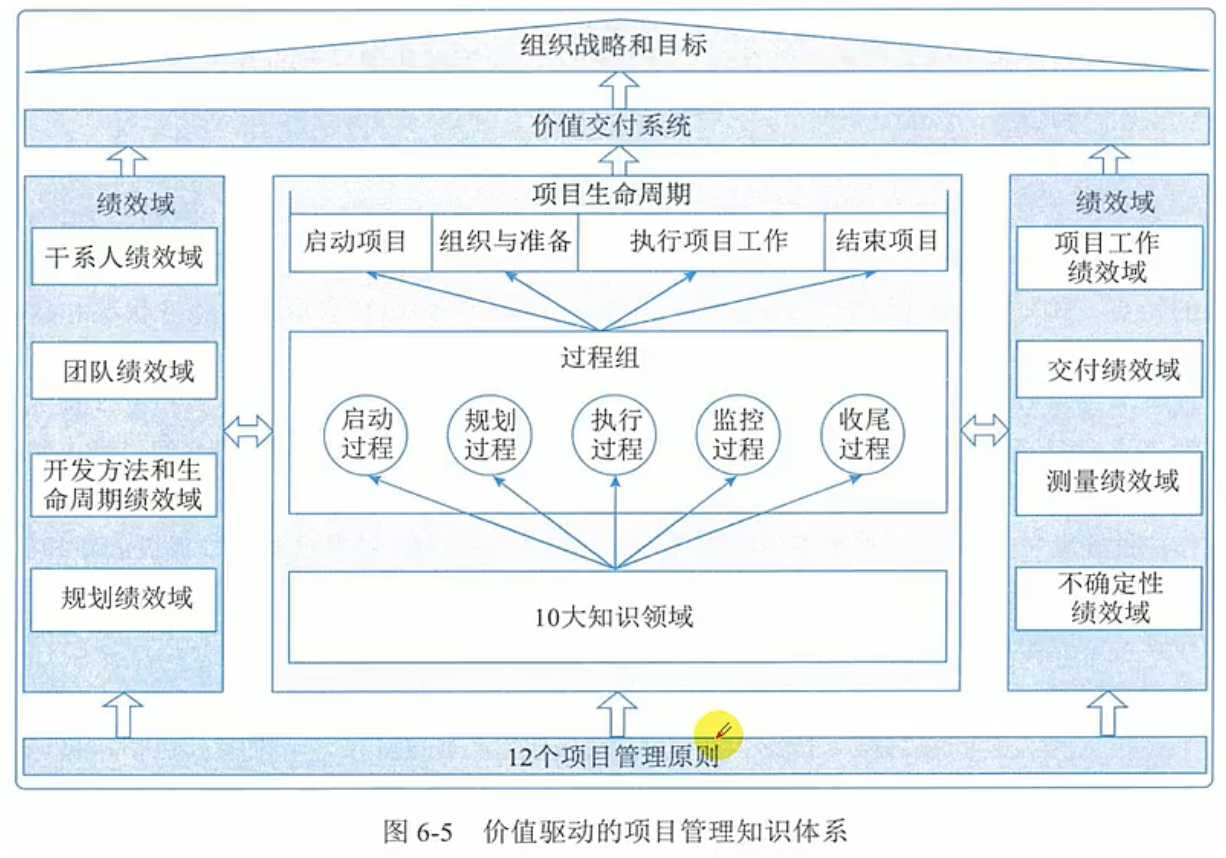 组织战略和目标
价值交付系统
绩效域
干系人绩效域
团队绩效域
开发方法和生
命周期绩效域
规划绩效域
项目生命周期
启动项目
组织与准备
执行项目工作
结束项目
过程组
启动
过程
规划
过程
执行
过程
监控
过程
收尾
过程
10大知识领域
绩效域
项目工作
绩效域
交付绩效域
测量绩效域
不确定性
绩效域
12个项目管理原则
图 6-5 价值驱动的项目管理知识体系